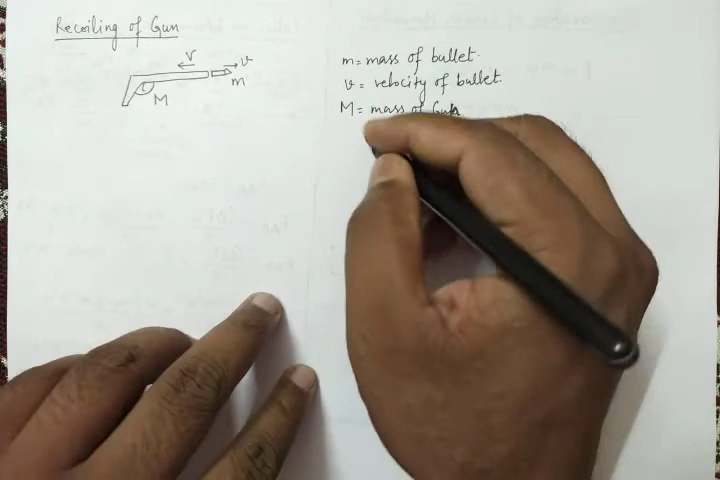 Recoiling of Gun
V
v
m
M
m = mass of bullet.
v = velocity of bullet.
M = mass of Gun